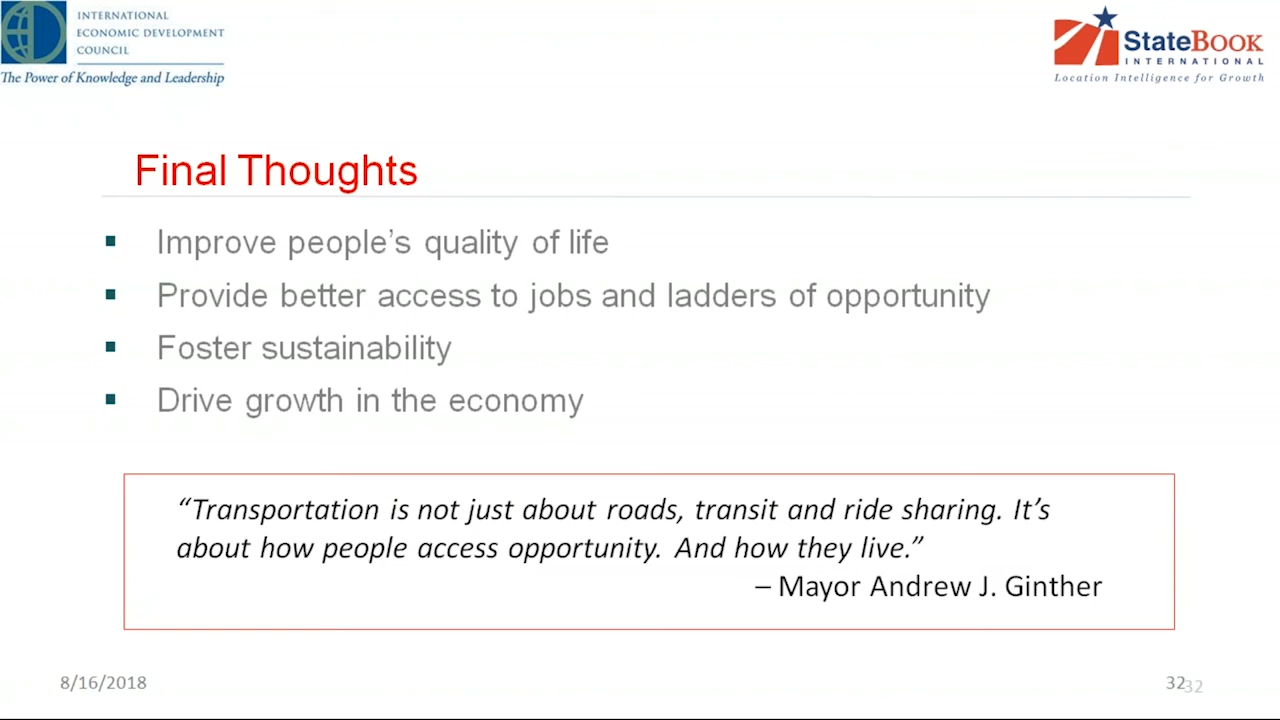 INTERNATIONAL
ECONOMIC DEVELOPMENT
COUNCIL
The Power of Knowledge and Leadership
StateBook
INTERNATIONAL
Location Intelligence for Growth
Final Thoughts
▪ Improve people’s quality of life
▪ Provide better access to jobs and ladders of opportunity
▪ Foster sustainability
▪ Drive growth in the economy
“Transportation is not just about roads, transit and ride sharing. It’s
about how people access opportunity. And how they live.”
– Mayor Andrew J. Ginther
8/16/2018
32
32